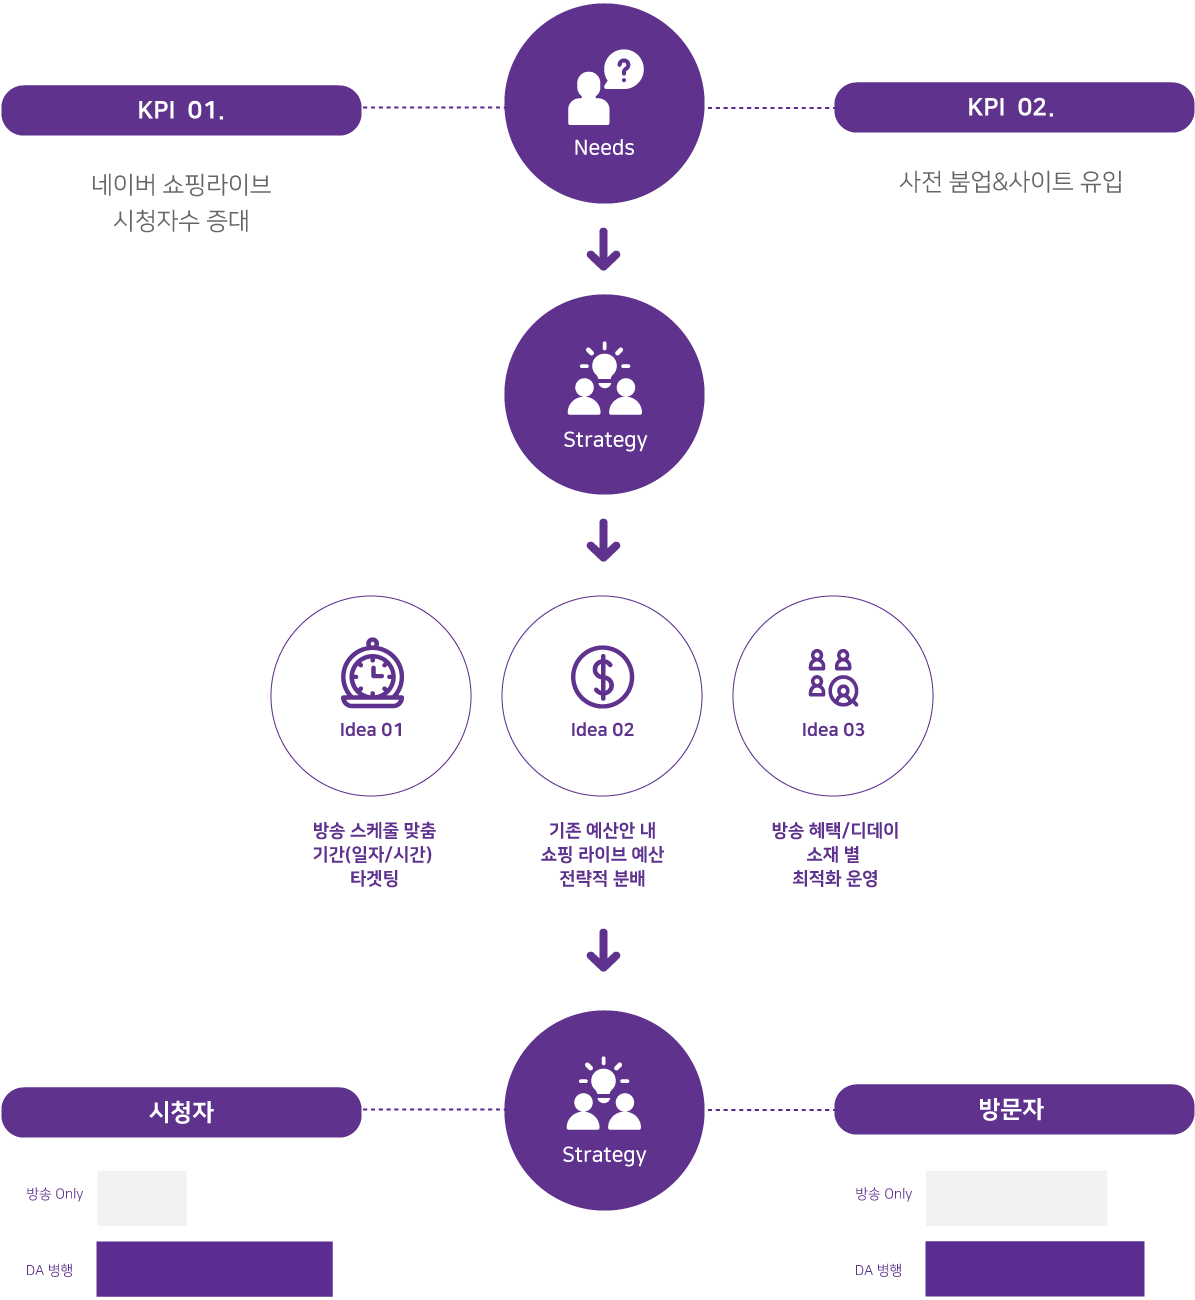 KPI 01.
네이버 쇼핑라이브
시청자수 증대
?
Needs
KPI 02.
사전 붐업&사이트 유입
Strategy
$
Idea 01
Idea 02
Idea 03
방송 스케줄 맞춤
기간(일자/시간)
타겟팅
기존 예산안 내
쇼핑 라이브 예산
전략적 분배
방송 혜택/디데이
소재 별
최적화 운영
시청자
Strategy
방문자
방송 Only
DA 병행
방송 Only
DA 병행